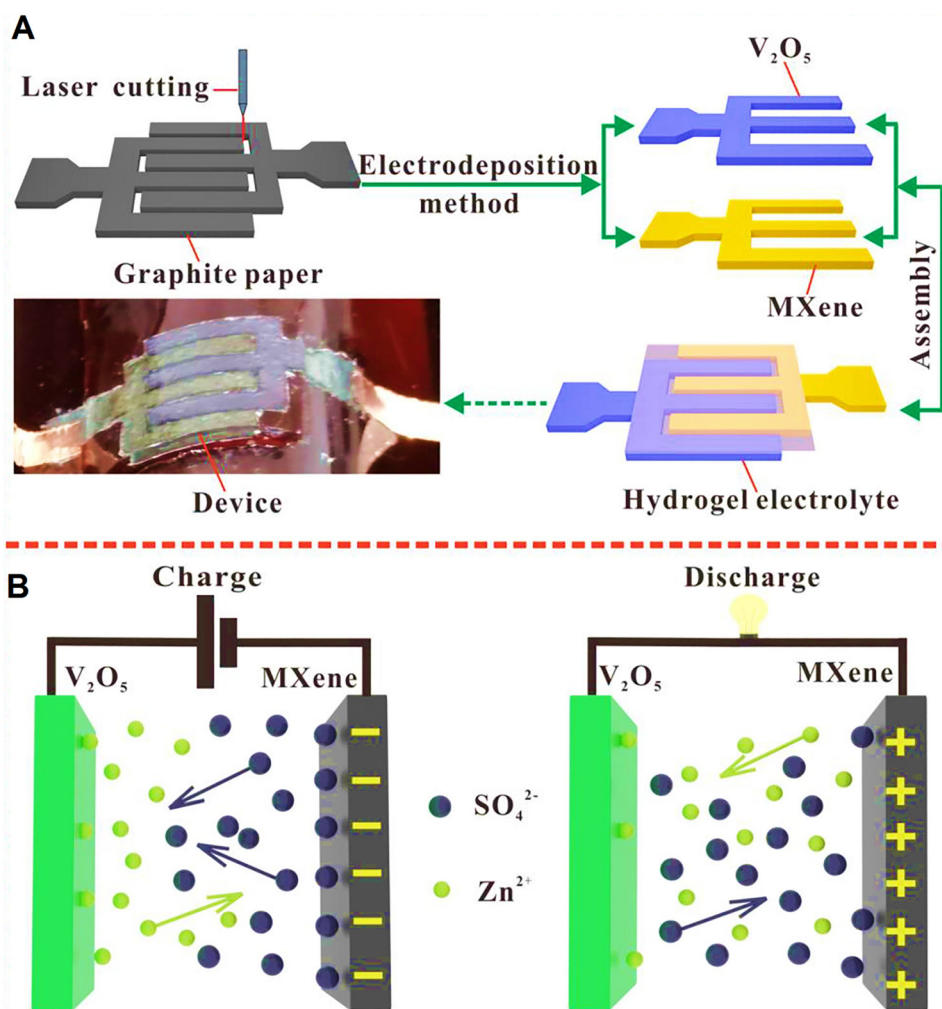 A
Laser cutting
V₂O₅
Electrodeposition
method
Graphite paper
MXene
Assembly
Device
Hydrogel electrolyte
B
Charge
Discharge
V₂O₅
MXene
V₂O₅
MXene
SO₄²⁻
Zn²⁺